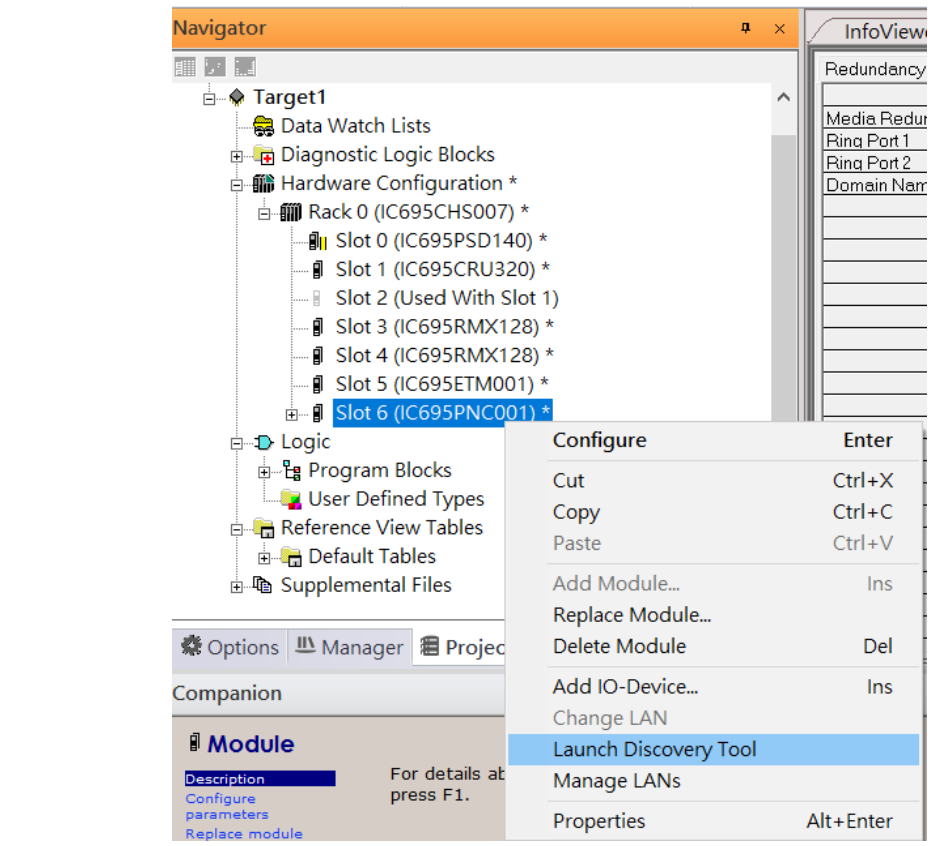 Navigator
InfoView
Redundancy
Target1
Data Watch Lists
Media Redun
Diagnostic Logic Blocks
Ring Port 1
Ring Port 2
Hardware Configuration *
Domain Nam
Rack 0 (IC695CHS007) *
Slot 0 (IC695PSD140) *
Slot 1 (IC695CRU320) *
Slot 2 (Used With Slot 1)
Slot 3 (IC695RMX128) *
Slot 4 (IC695RMX128) *
Slot 5 (IC695ETM001) *
Slot 6 (IC695PNC001) *
Logic
Program Blocks
User Defined Types
Reference View Tables
Default Tables
Supplemental Files
Configure Enter
Cut Ctrl+X
Copy Ctrl+C
Paste Ctrl+V
Add Module... Ins
Replace Module...
Delete Module Del
Add IO-Device... Ins
Change LAN
Launch Discovery Tool
Manage LANs
Properties Alt+Enter
Options Manager Projec
Companion
Module
Description
Configure
parameters
Replace module
For details ab
press F1.